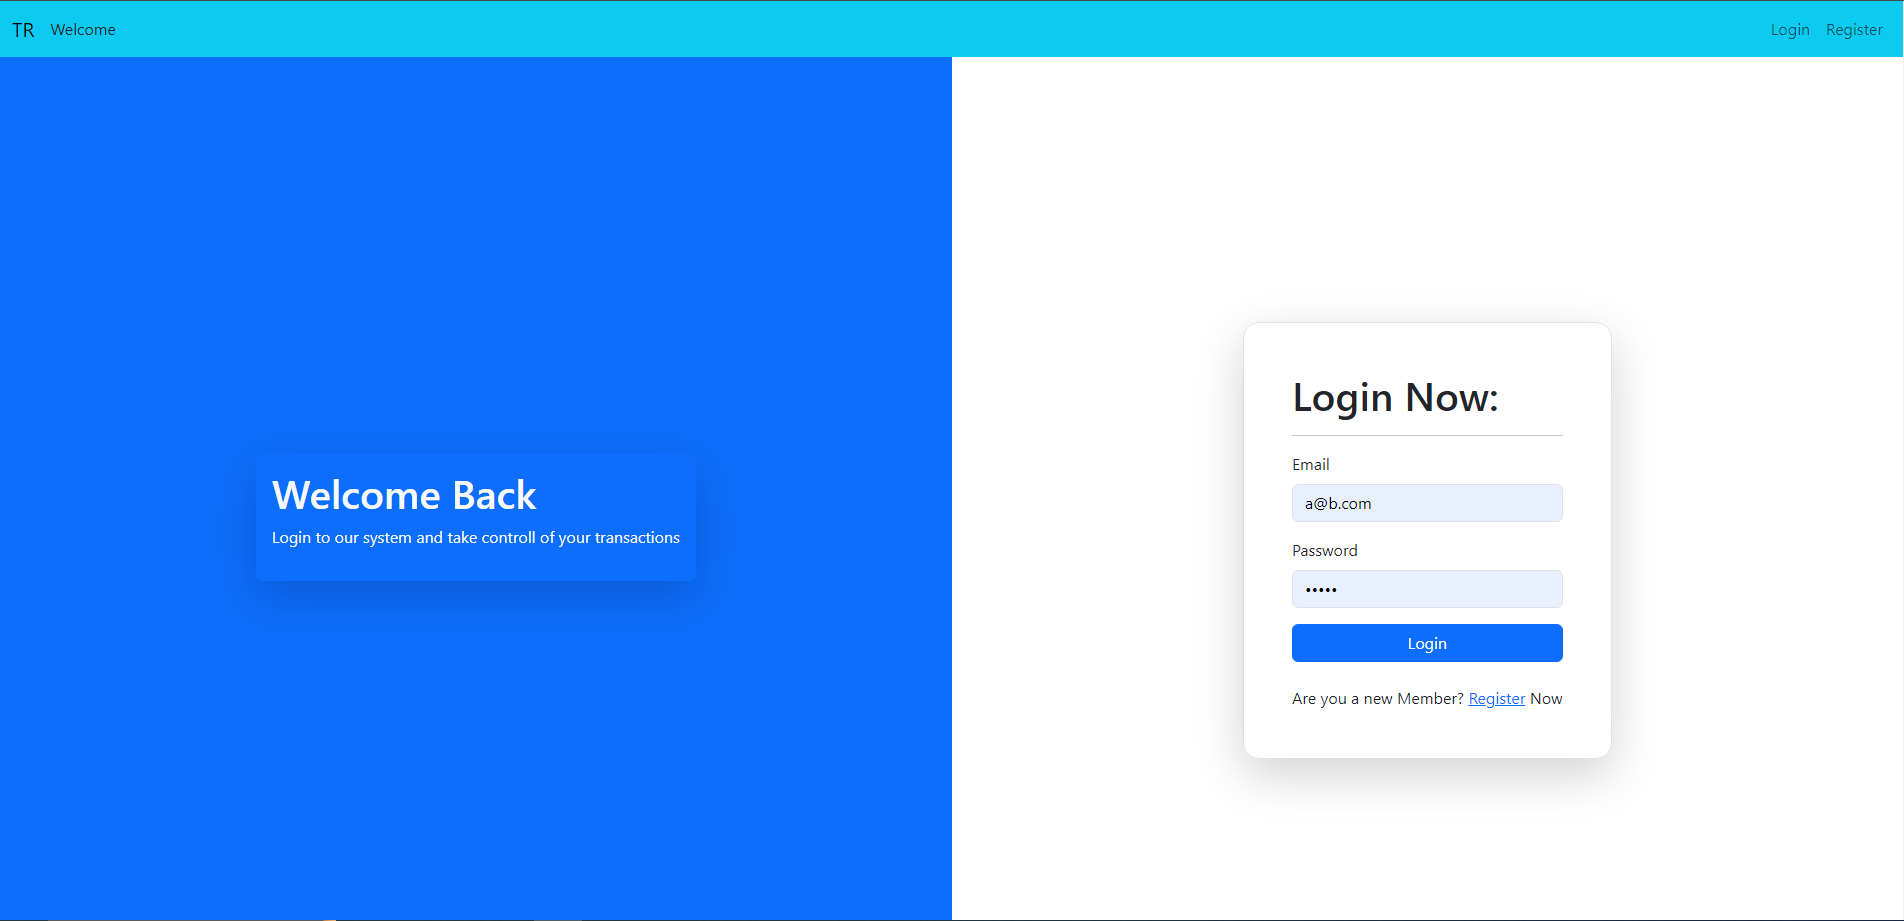 TR Welcome Login Register
Welcome Back
Login to our system and take controll of your transactions
Login Now:
Email
a@b.com
Password
•••••
Login
Are you a new Member? Register Now